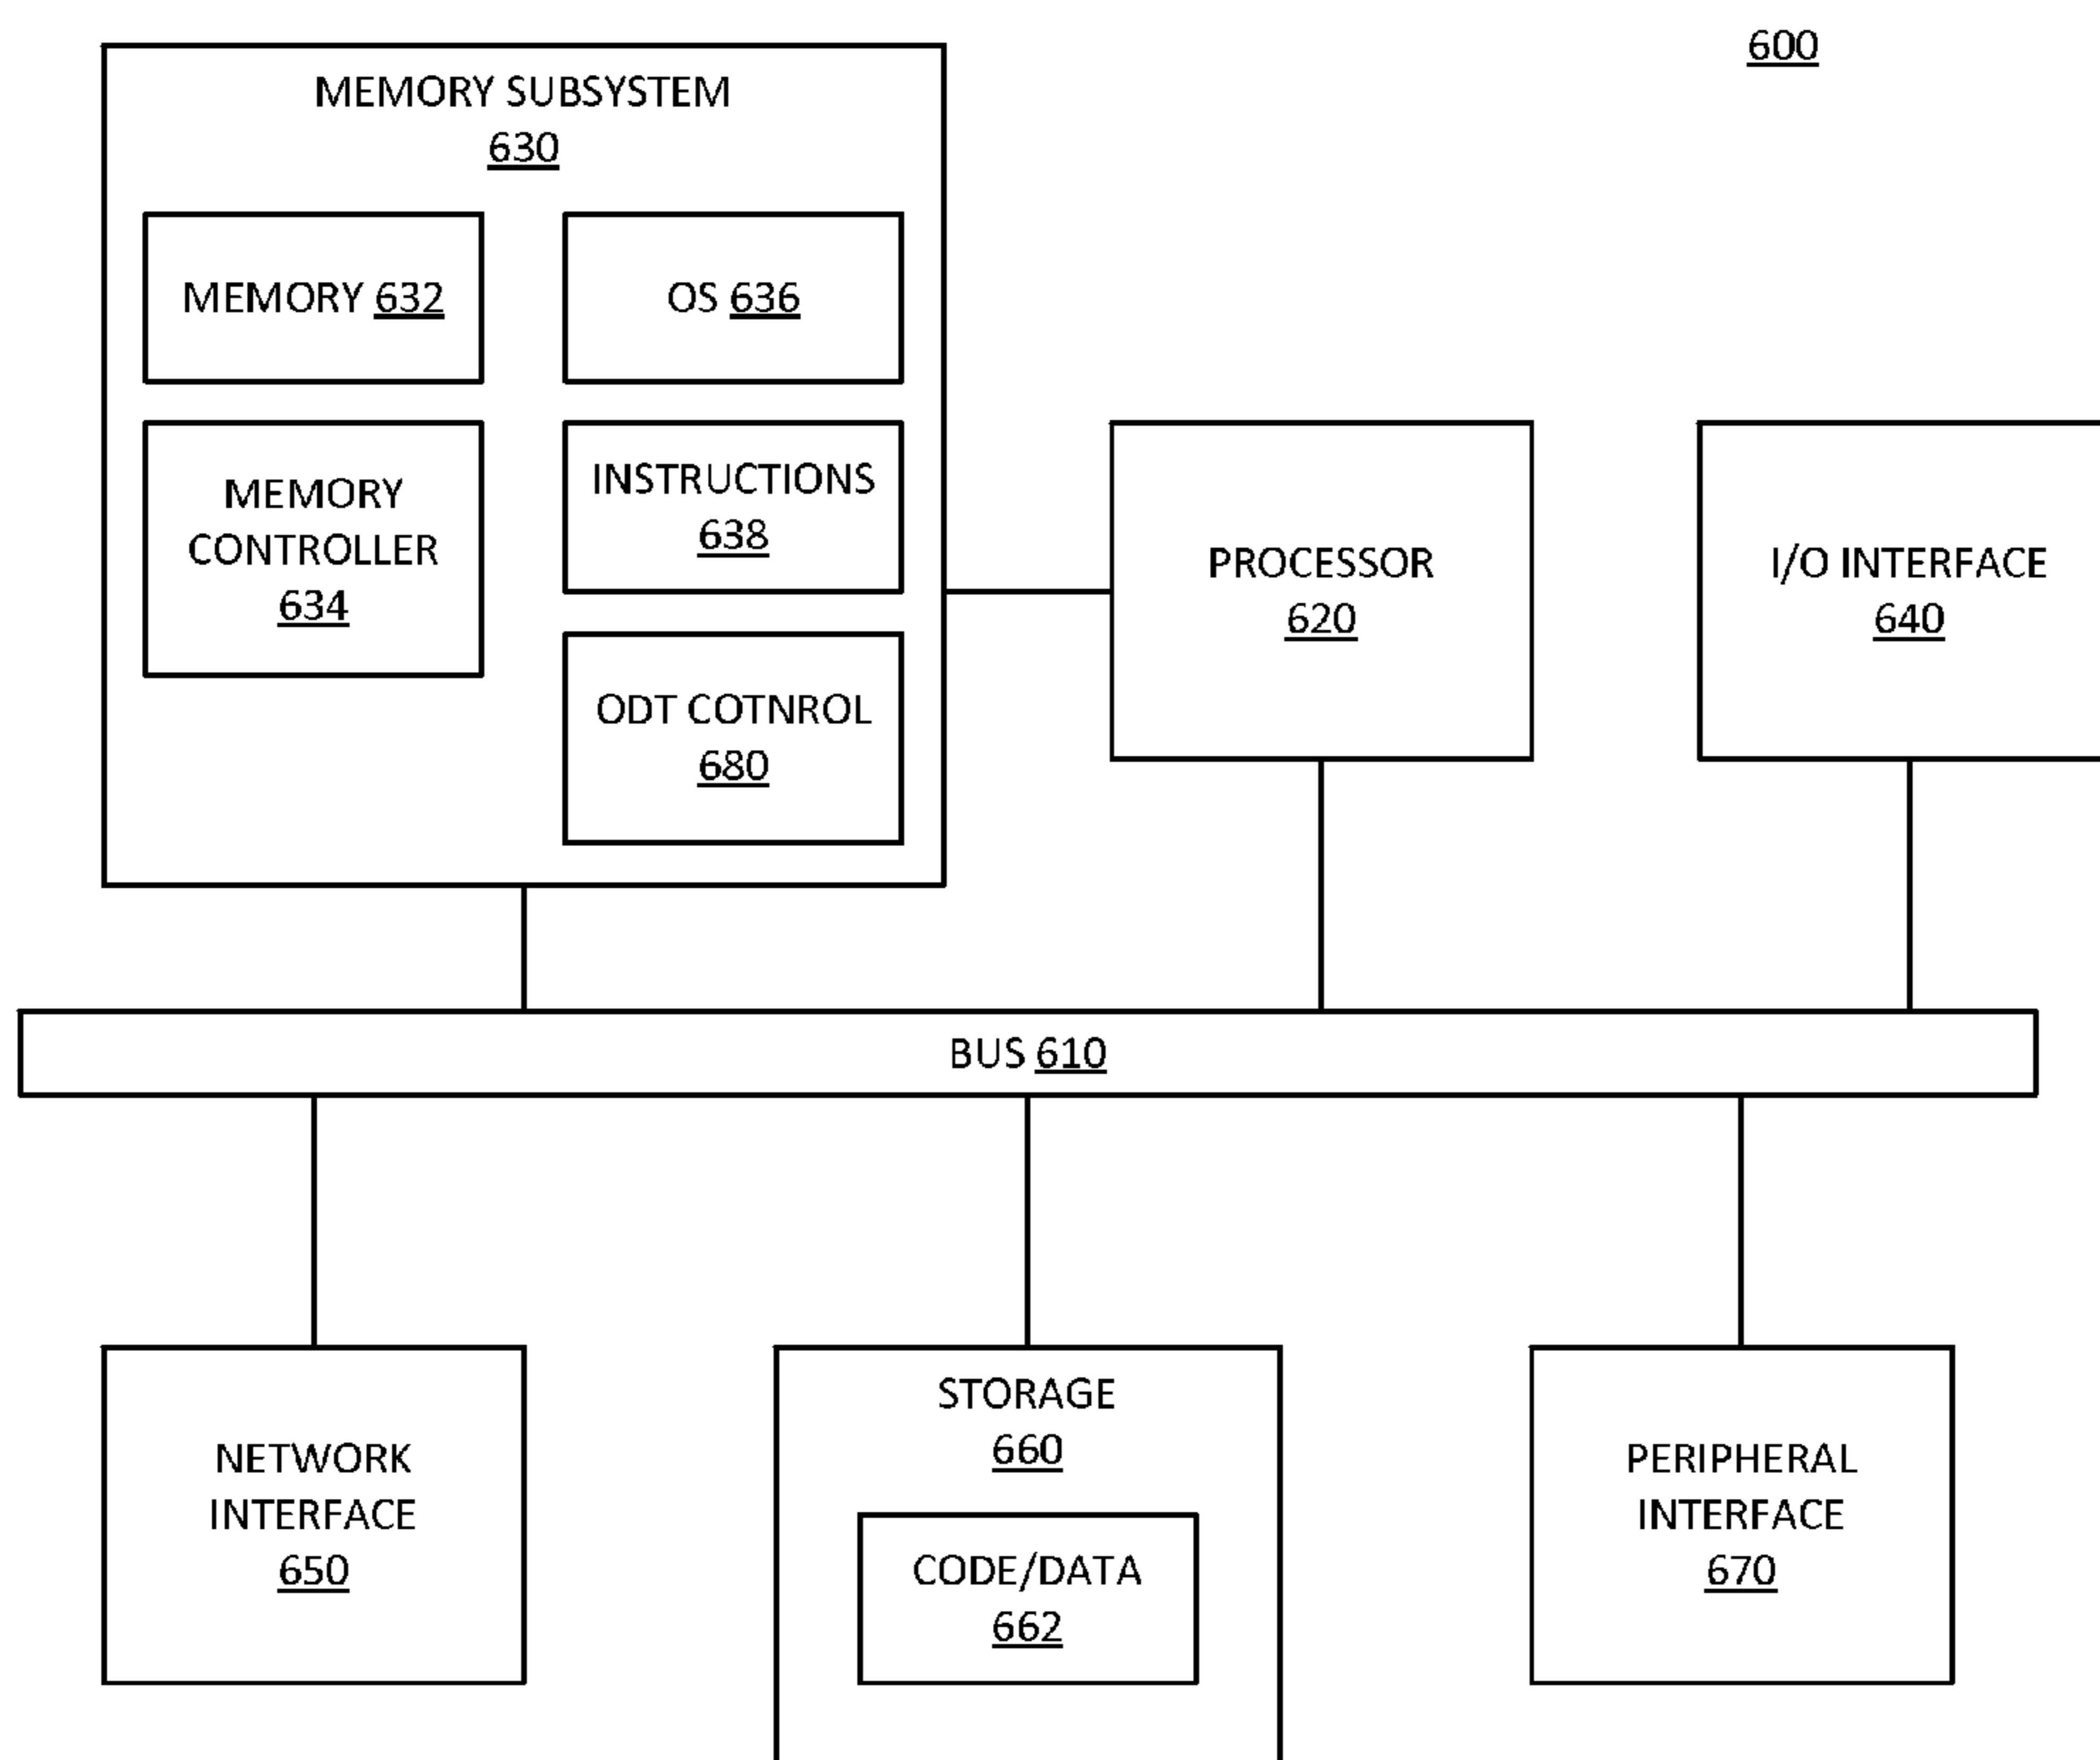 600
MEMORY SUBSYSTEM
630
MEMORY 632
OS 636
MEMORY
CONTROLLER
634
INSTRUCTIONS
638
ODT COTNROL
680
PROCESSOR
620
I/O INTERFACE
640
BUS 610
NETWORK
INTERFACE
650
STORAGE
660
CODE/DATA
662
PERIPHERAL
INTERFACE
670